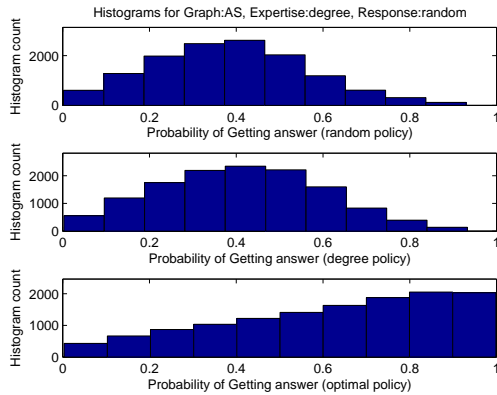 Histograms for Graph:AS, Expertise:degree, Response:random
Histogram count
2000
0
0 0.2 0.4 0.6 0.8 1
Probability of Getting answer (random policy)
Histogram count
2000
1000
0
0 0.2 0.4 0.6 0.8 1
Probability of Getting answer (degree policy)
Histogram count
2000
1000
0
0 0.2 0.4 0.6 0.8 1
Probability of Getting answer (optimal policy)